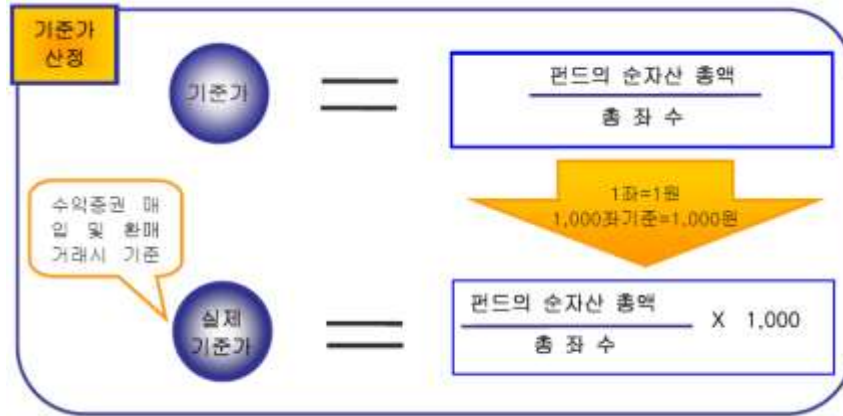 기준가
산정
기준가
펀드의 순자산 총액
총 좌 수
1좌=1원
1,000좌기준=1,000원
수익증권 매
입 및 환매
거래시 기준
실제
기준가
펀드의 순자산 총액
총 좌 수
X 1,000